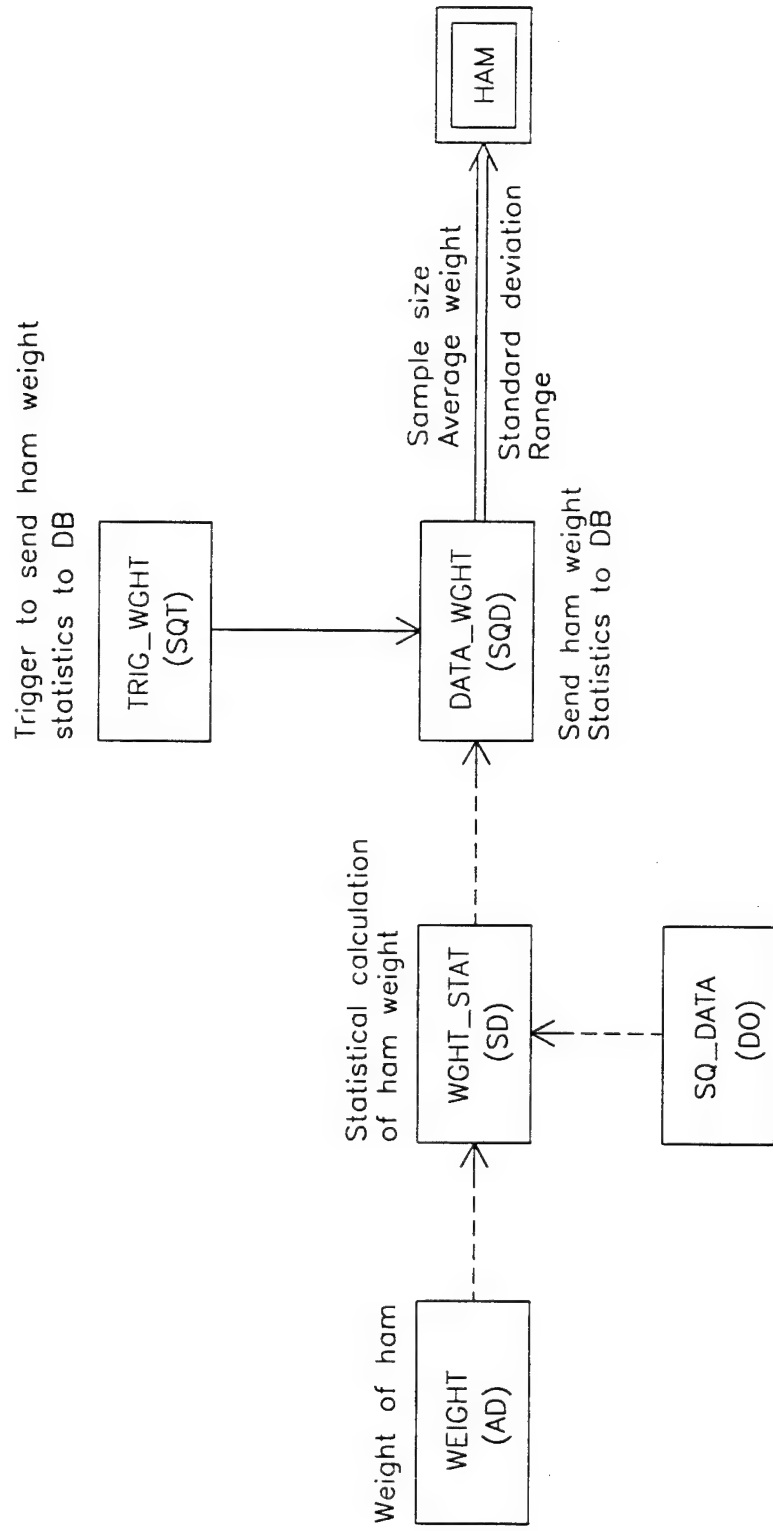 Trigger to send ham weight
statistics to DB
TRIG_WGHT
(SQT)
Weight of ham
WEIGHT
(AD)
Statistical calculation
of ham weight
WGHT_STAT
(SD)
DATA_WGHT
(SQD)
Send ham weight
Statistics to DB
Sample size
Average weight
Standard deviation
Range
HAM
SQ_DATA
(DO)